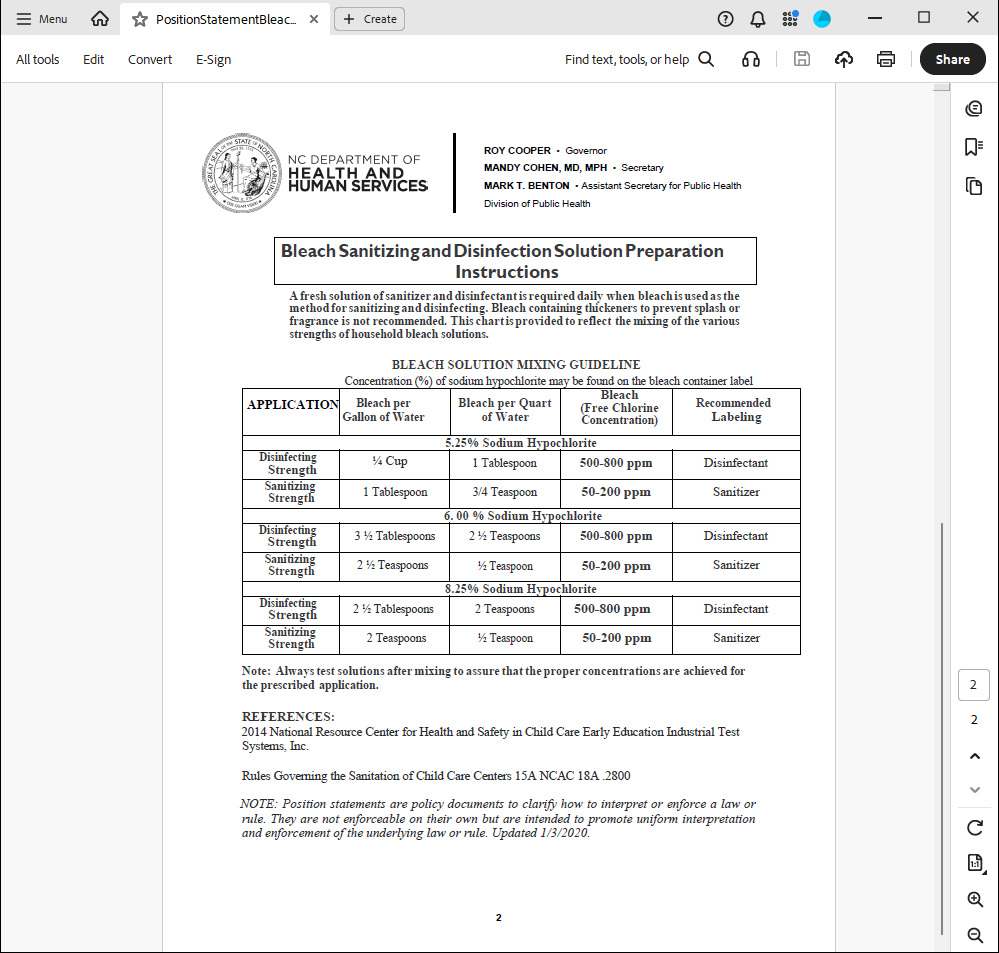 Menu
PositionStatementBleac...
Create
All tools
Edit
Convert
E-Sign
Find text, tools, or help
Share
NC DEPARTMENT OF
HEALTH AND
HUMAN SERVICES
ROY COOPER • Governor
MANDY COHEN, MD, MPH • Secretary
MARK T. BENTON • Assistant Secretary for Public Health
Division of Public Health
Bleach Sanitizing and Disinfection Solution Preparation
Instructions
A fresh solution of sanitizer and disinfectant is required daily when bleach is used as the
method for sanitizing and disinfecting. Bleach containing thickeners to prevent splash or
fragrance is not recommended. This chart is provided to reflect the mixing of the various
strengths of household bleach solutions.
BLEACH SOLUTION MIXING GUIDELINE
Concentration (%) of sodium hypochlorite may be found on the bleach container label
APPLICATION Bleach per Gallon of Water Bleach per Quart of Water Bleach (Free Chlorine Concentration) Recommended Labeling
5.25% Sodium Hypochlorite
Disinfecting Strength ¼ Cup 1 Tablespoon 500-800 ppm Disinfectant
Sanitizing Strength 1 Tablespoon 3/4 Teaspoon 50-200 ppm Sanitizer
6. 00 % Sodium Hypochlorite
Disinfecting Strength 3 ½ Tablespoons 2 ½ Teaspoons 500-800 ppm Disinfectant
Sanitizing Strength 2 ½ Teaspoons ½ Teaspoon 50-200 ppm Sanitizer
8.25% Sodium Hypochlorite
Disinfecting Strength 2 ½ Tablespoons 2 Teaspoons 500-800 ppm Disinfectant
Sanitizing Strength 2 Teaspoons ½ Teaspoon 50-200 ppm Sanitizer
Note: Always test solutions after mixing to assure that the proper concentrations are achieved for
the prescribed application.
REFERENCES:
2014 National Resource Center for Health and Safety in Child Care Early Education Industrial Test
Systems, Inc.
Rules Governing the Sanitation of Child Care Centers 15A NCAC 18A .2800
NOTE: Position statements are policy documents to clarify how to interpret or enforce a law or
rule. They are not enforceable on their own but are intended to promote uniform interpretation
and enforcement of the underlying law or rule. Updated 1/3/2020.
2
2
2
1:1